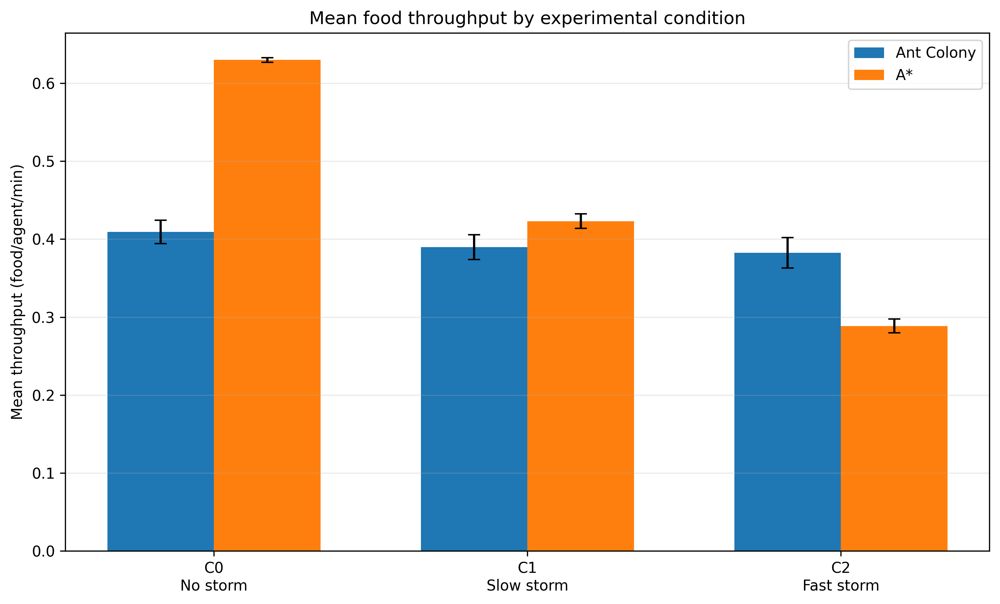 Mean food throughput by experimental condition
Ant Colony
A*
Mean throughput (food/agent/min)
0.6
0.5
0.4
0.3
0.2
0.1
0.0
C0
No storm
C1
Slow storm
C2
Fast storm